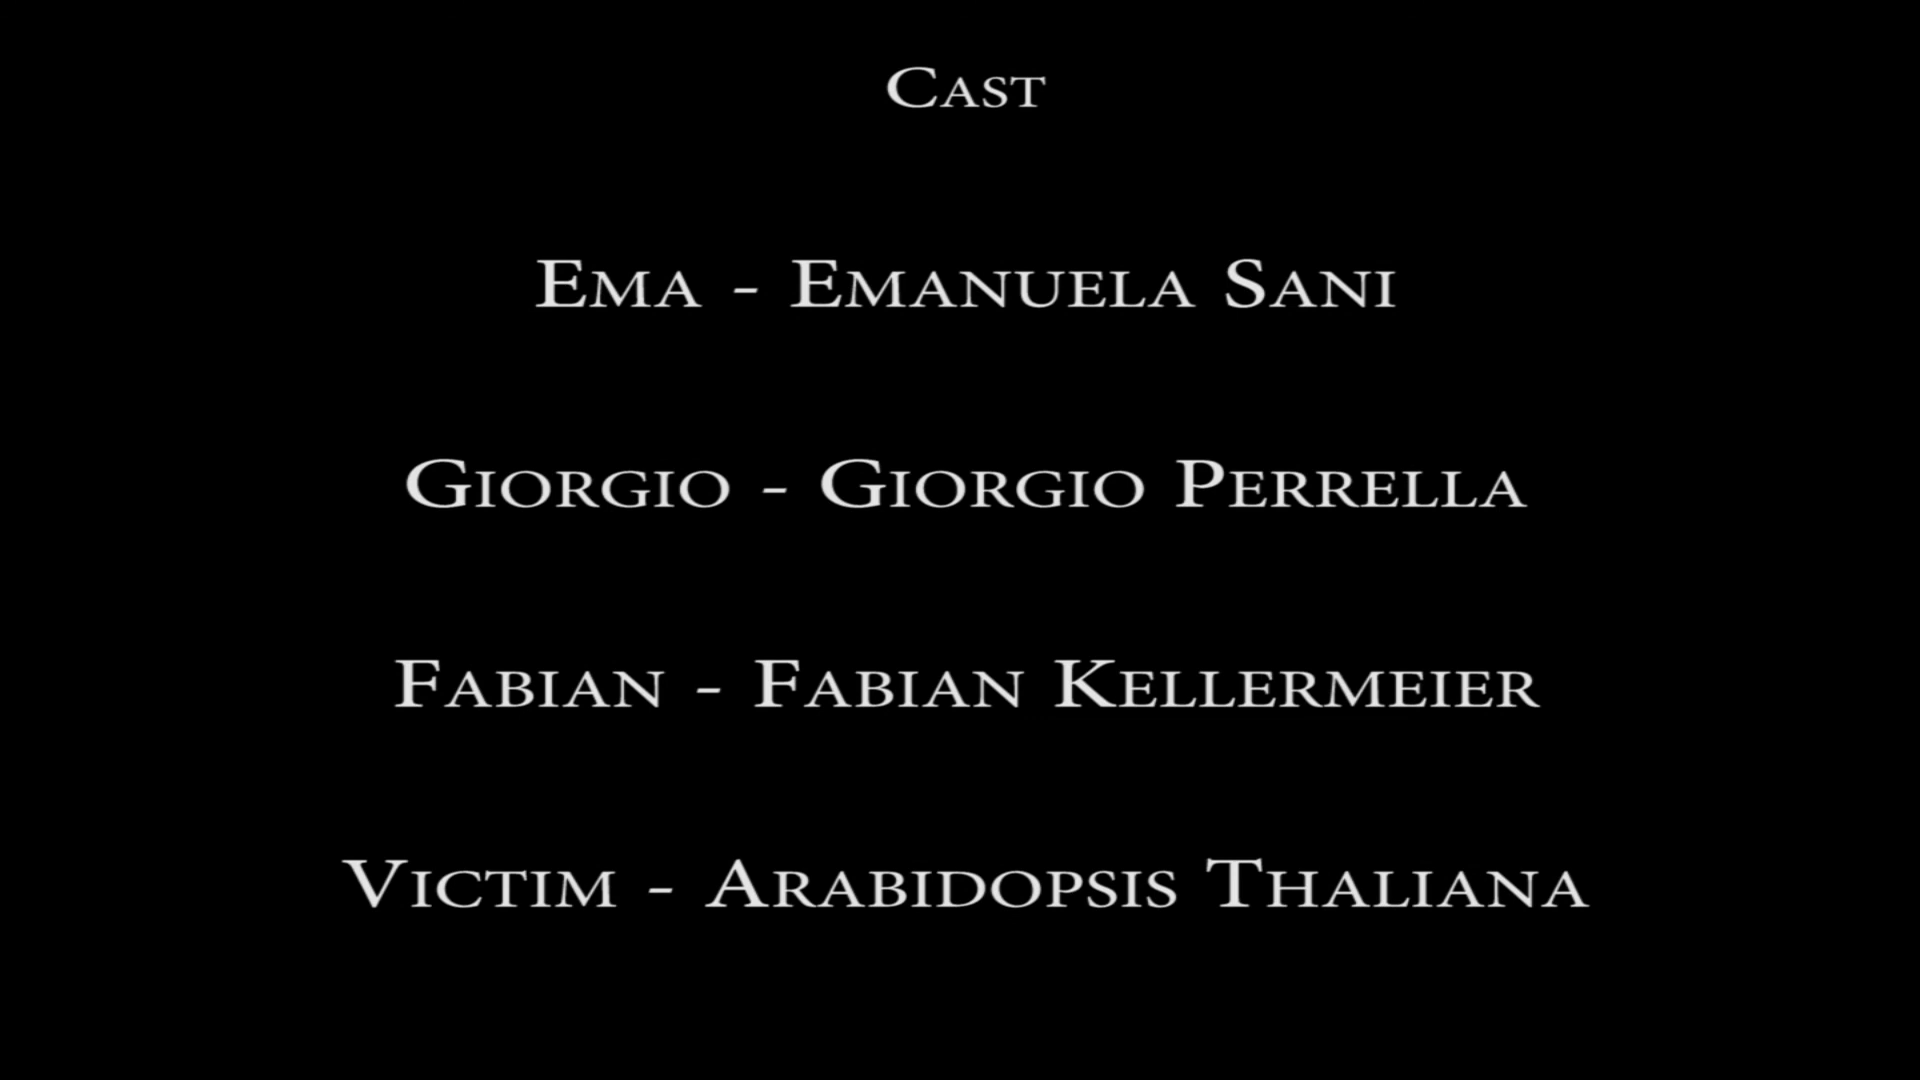 Cast
Ema - Emanuela Sani
Giorgio - Giorgio Perrella
Fabian - Fabian Kellermeier
Victim - Arabidopsis Thaliana